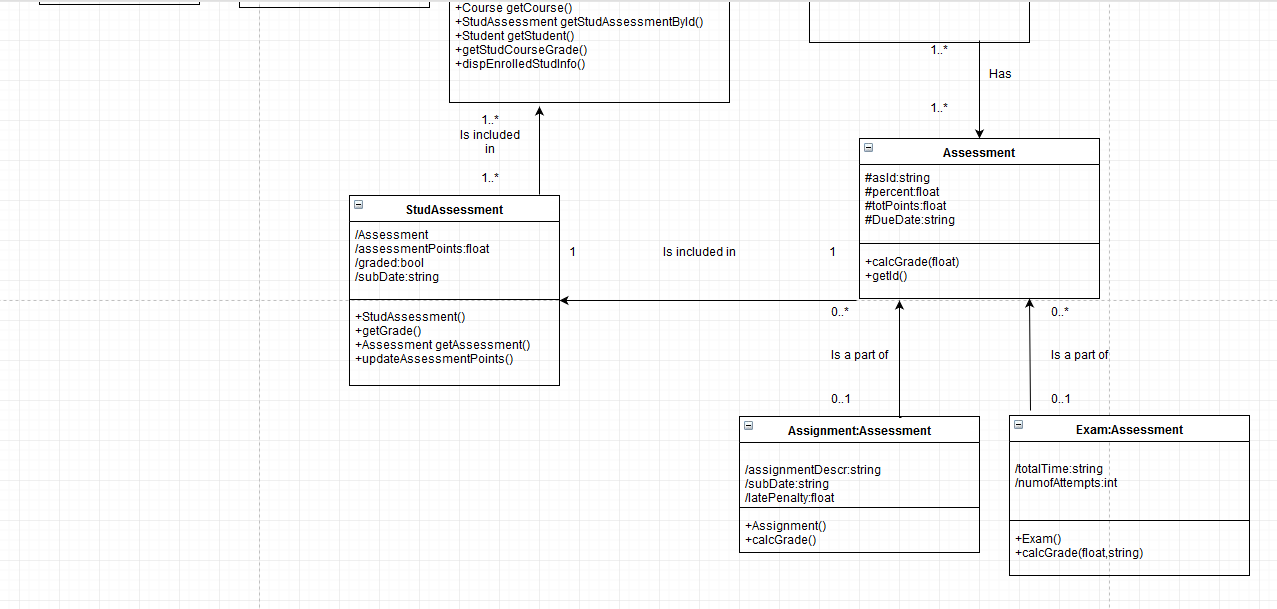 +Course getCourse()
+StudAssessment getStudAssessmentById()
+Student getStudent()
+getStudCourseGrade()
+dispEnrolledStudInfo()
1..*
Has
1..*
1..*
Is included
in
1..*
Assessment
#asId:string
#percent:float
#totPoints:float
#DueDate:string
+calcGrade(float)
+getId()
StudAssessment
/Assessment
/assessmentPoints:float
/graded:bool
/subDate:string
+StudAssessment()
+getGrade()
+Assessment getAssessment()
+updateAssessmentPoints()
1
Is included in
1
0..*
Is a part of
0..1
0..*
Is a part of
0..1
Assignment:Assessment
/assignmentDescr:string
/subDate:string
/latePenalty:float
+Assignment()
+calcGrade()
Exam:Assessment
/totalTime:string
/numofAttempts:int
+Exam()
+calcGrade(float,string)